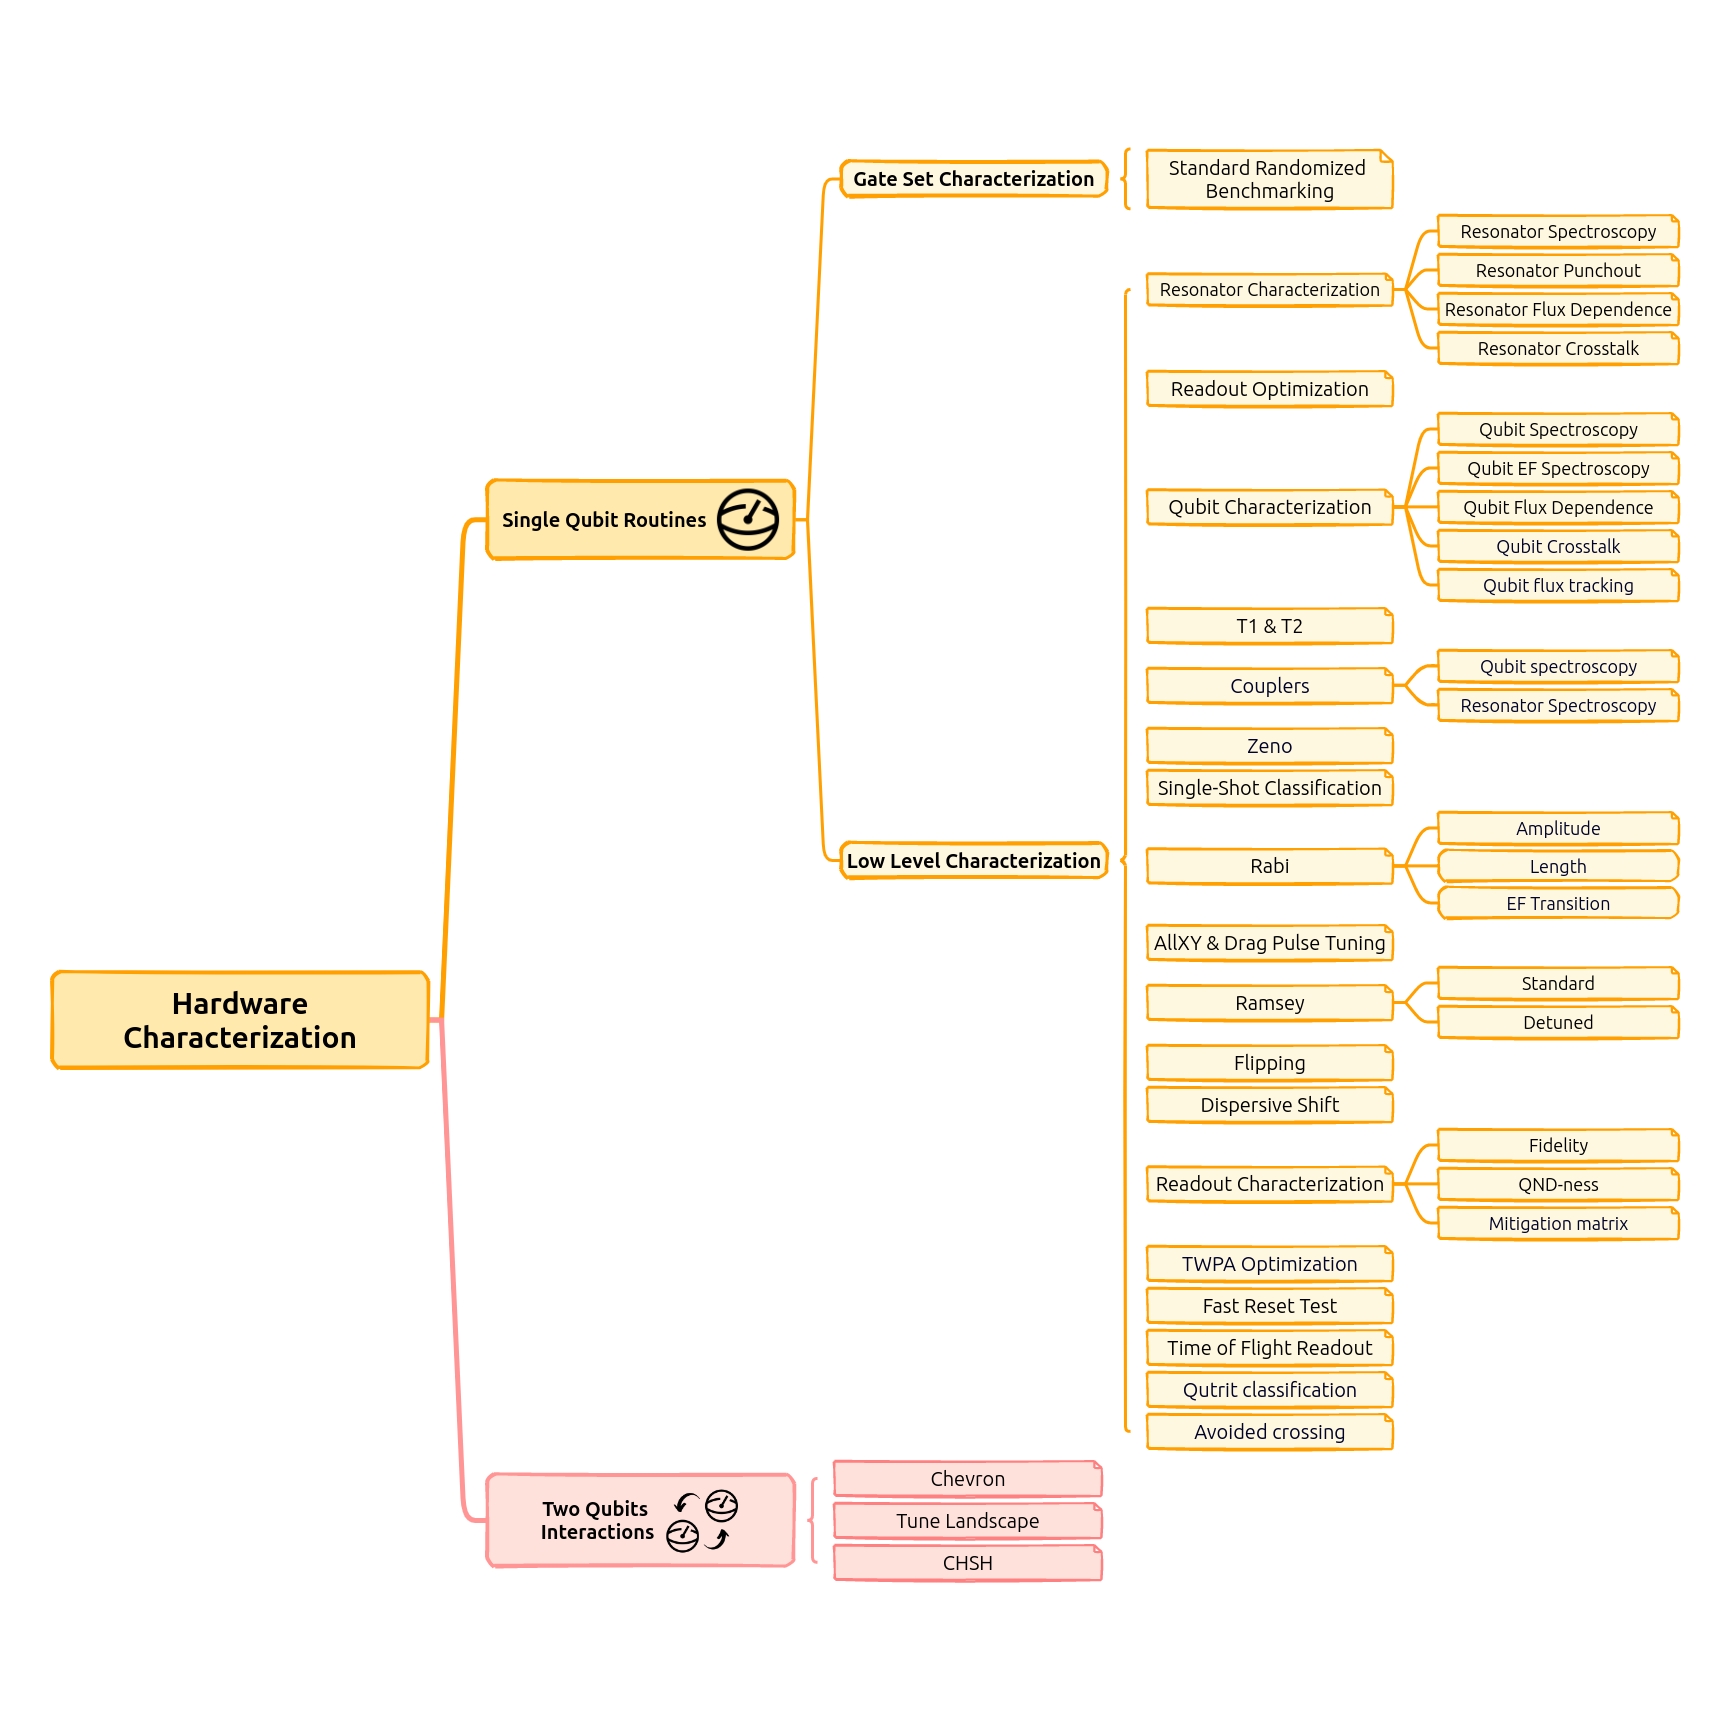 Hardware
Characterization
Single Qubit Routines
Gate Set Characterization
Standard Randomized
Benchmarking
Low Level Characterization
Resonator Characterization
Resonator Spectroscopy
Resonator Punchout
Resonator Flux Dependence
Resonator Crosstalk
Readout Optimization
Qubit Characterization
Qubit Spectroscopy
Qubit EF Spectroscopy
Qubit Flux Dependence
Qubit Crosstalk
Qubit flux tracking
T1 & T2
Couplers
Qubit spectroscopy
Resonator Spectroscopy
Zeno
Single-Shot Classification
Rabi
Amplitude
Length
EF Transition
AllXY & Drag Pulse Tuning
Ramsey
Standard
Detuned
Flipping
Dispersive Shift
Readout Characterization
Fidelity
QND-ness
Mitigation matrix
TWPA Optimization
Fast Reset Test
Time of Flight Readout
Qutrit classification
Avoided crossing
Two Qubits
Interactions
Chevron
Tune Landscape
CHSH